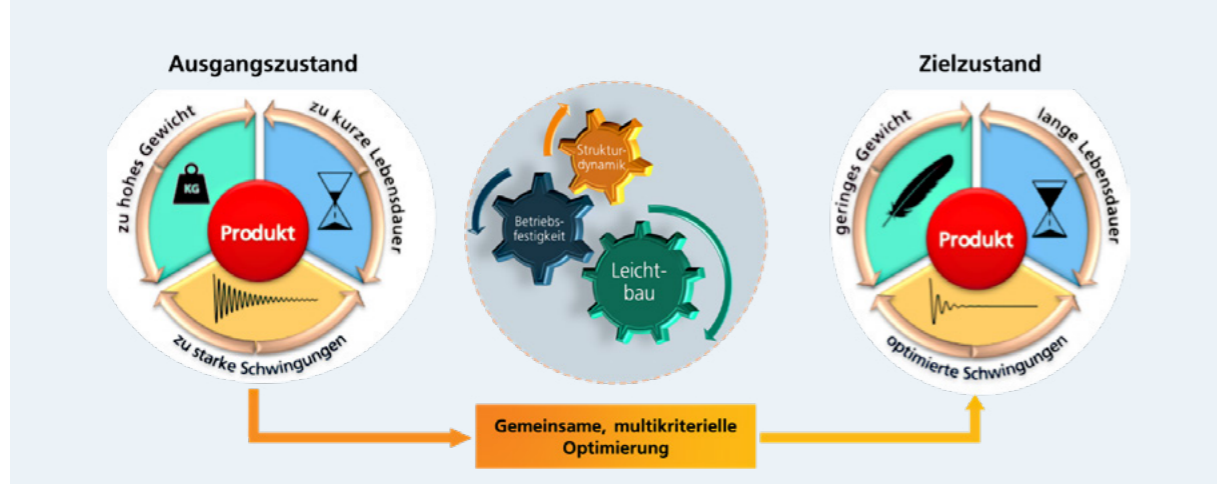 Ausgangszustand
zu hohes Gewicht
zu kurze Lebensdauer
KG
Produkt
zu starke Schwingungen
Struktur-
dynamik
Betriebs-
festigkeit
Leicht-
bau
Zielzustand
geringes Gewicht
lange Lebensdauer
Produkt
optimierte Schwingungen
Gemeinsame, multikriterielle
Optimierung